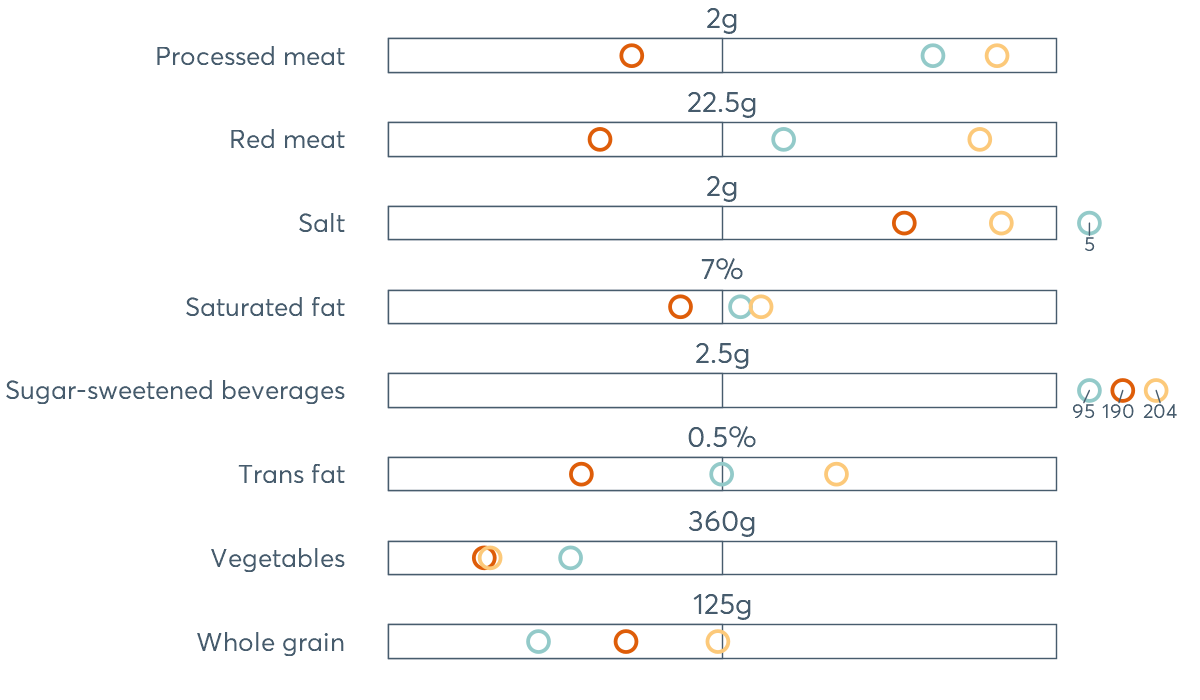 2g
Processed meat
22.5g
Red meat
2g
Salt
5
7%
Saturated fat
2.5g
Sugar-sweetened beverages
95 190 204
0.5%
Trans fat
360g
Vegetables
125g
Whole grain